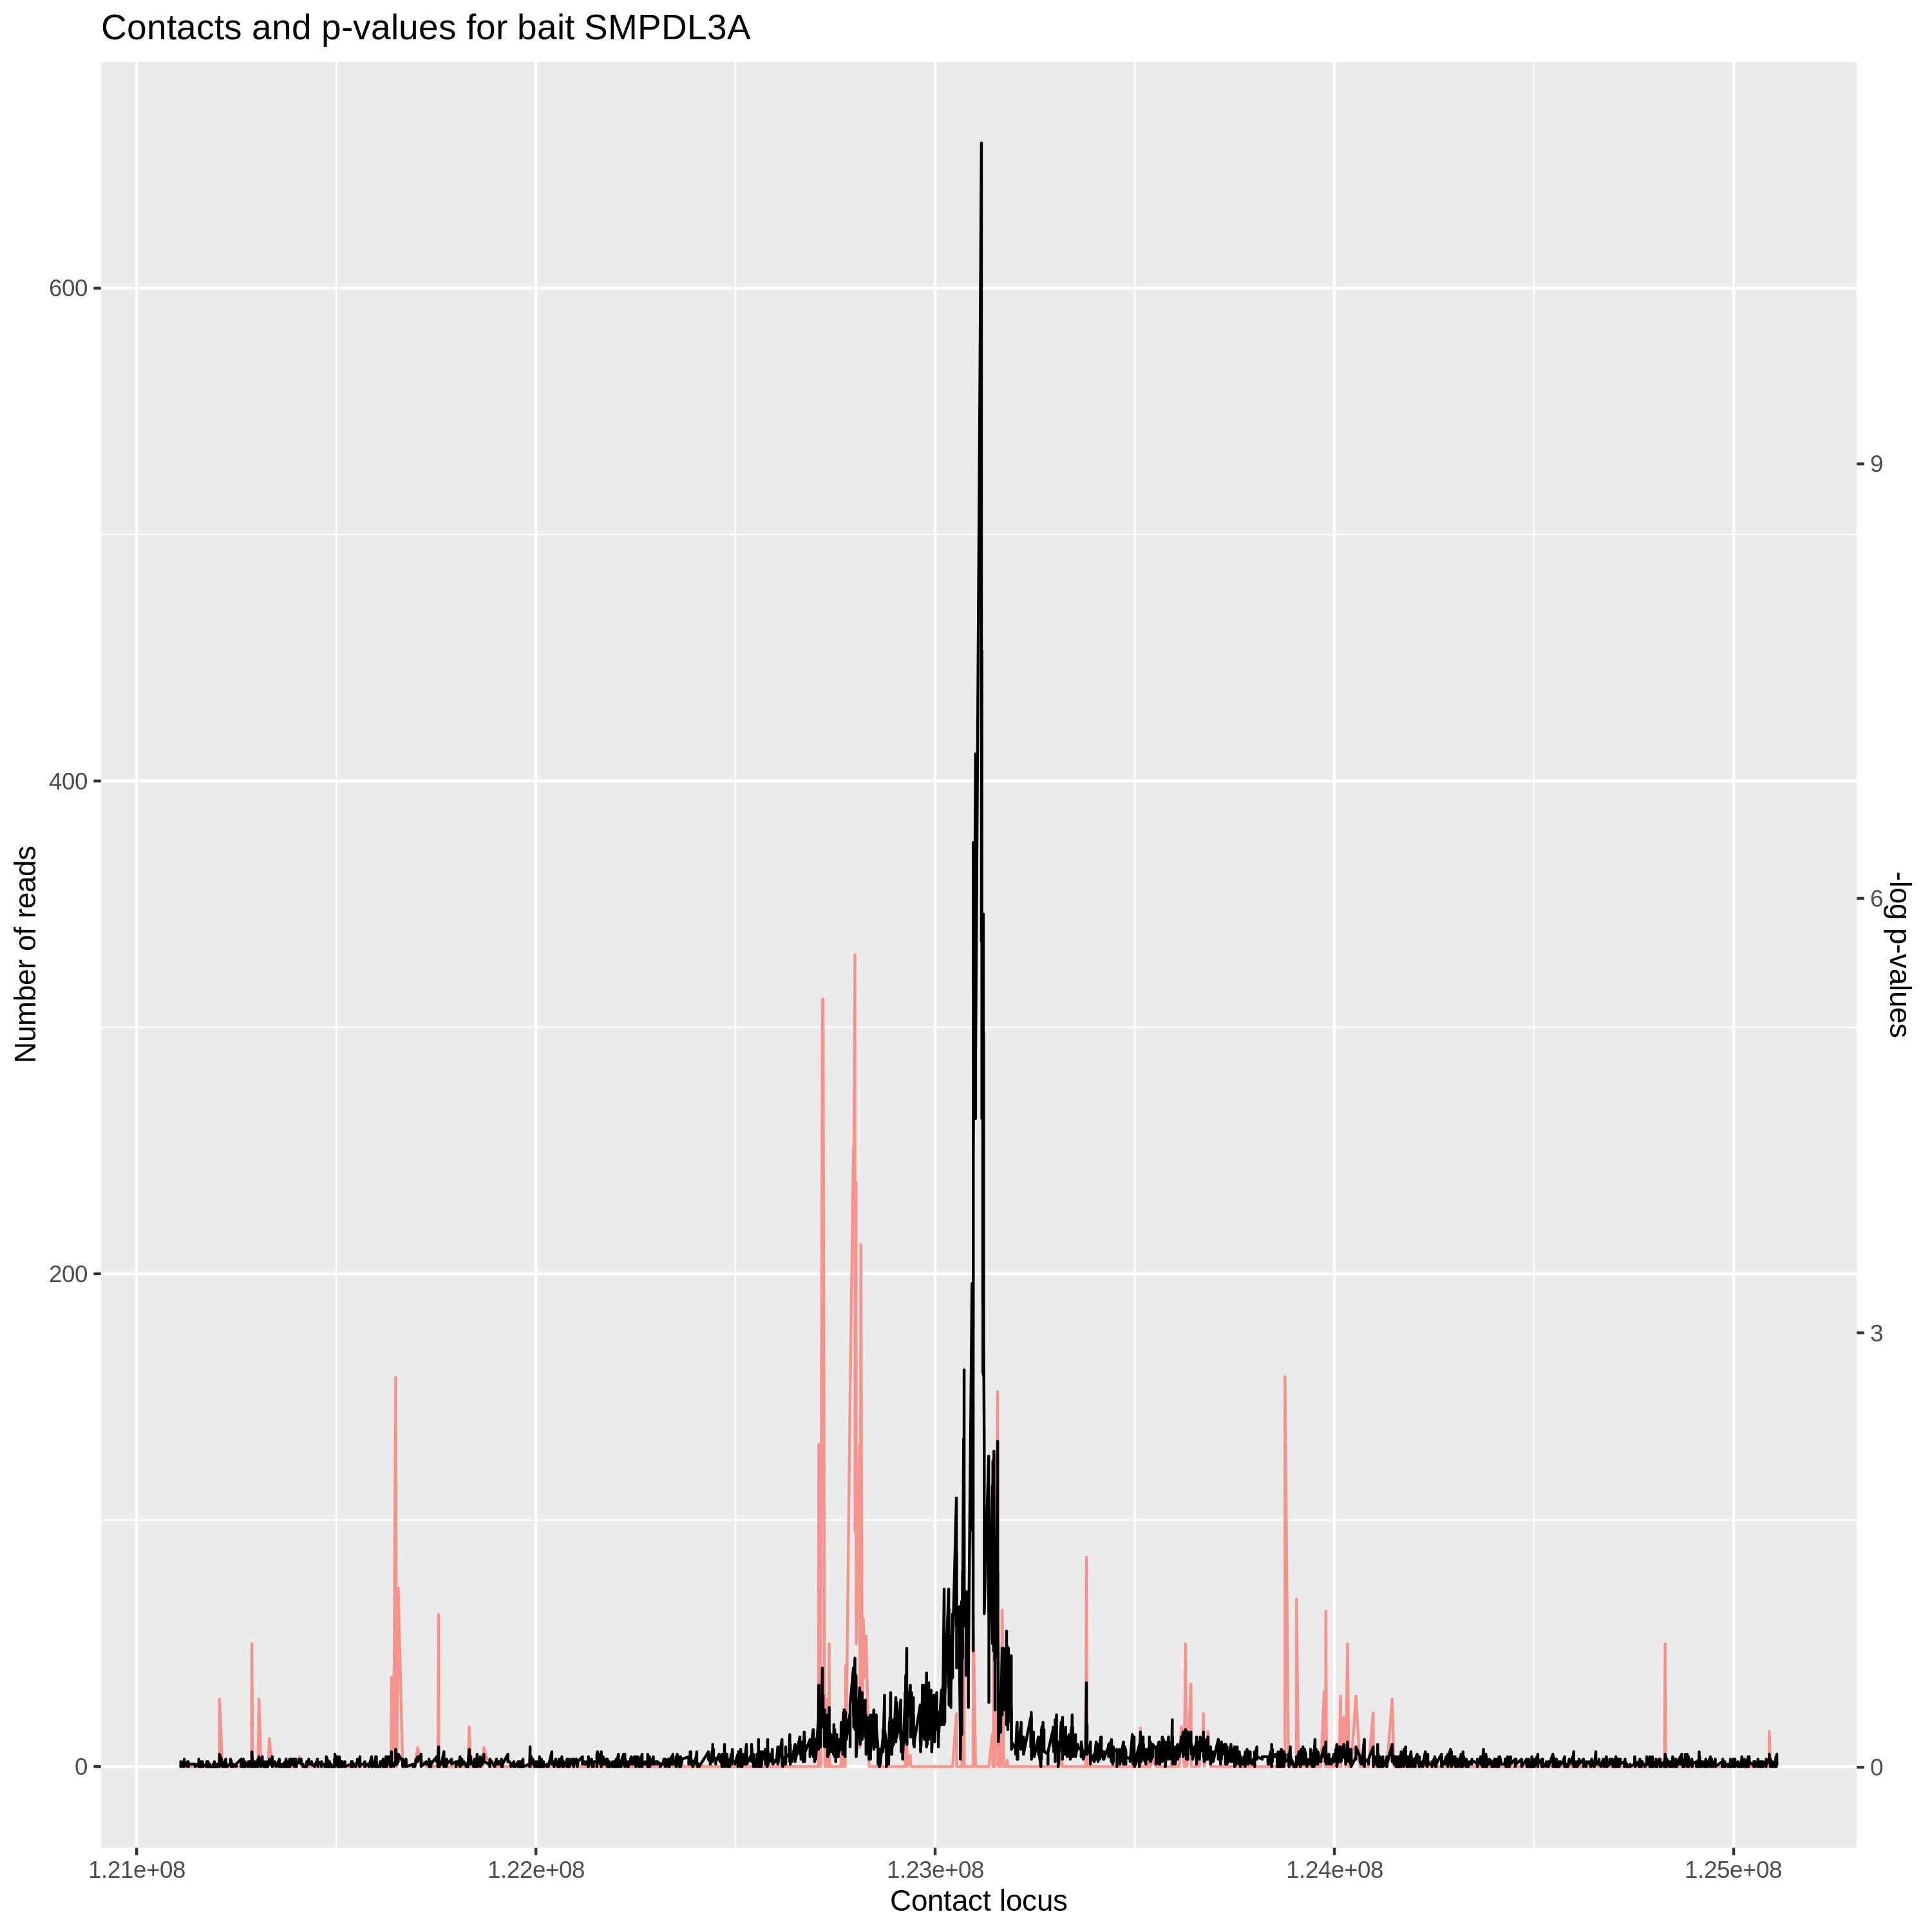 Contacts and p-values for bait SMPDL3A
600
400
200
0
Number of reads
9
6
3
0
-log p-values
1.21e+08
1.22e+08
1.23e+08
1.24e+08
1.25e+08
Contact locus